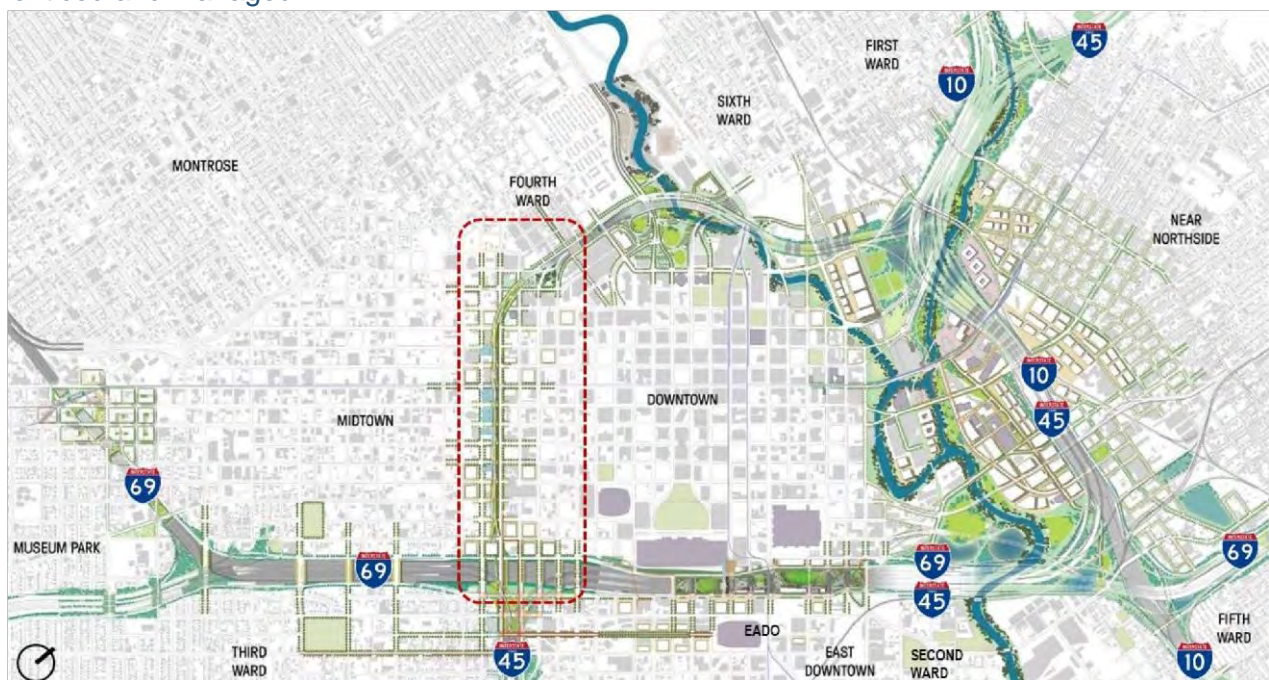 FIRST
WARD
45
10
SIXTH
WARD
MONTROSE
FOURTH
WARD
NEAR
NORTHSIDE
10
DOWNTOWN
MIDTOWN
45
69
MUSEUM PARK
69
69
69
45
FIFTH
WARD
EADO
THIRD
WARD
45
EAST
DOWNTOWN
SECOND
WARD
10